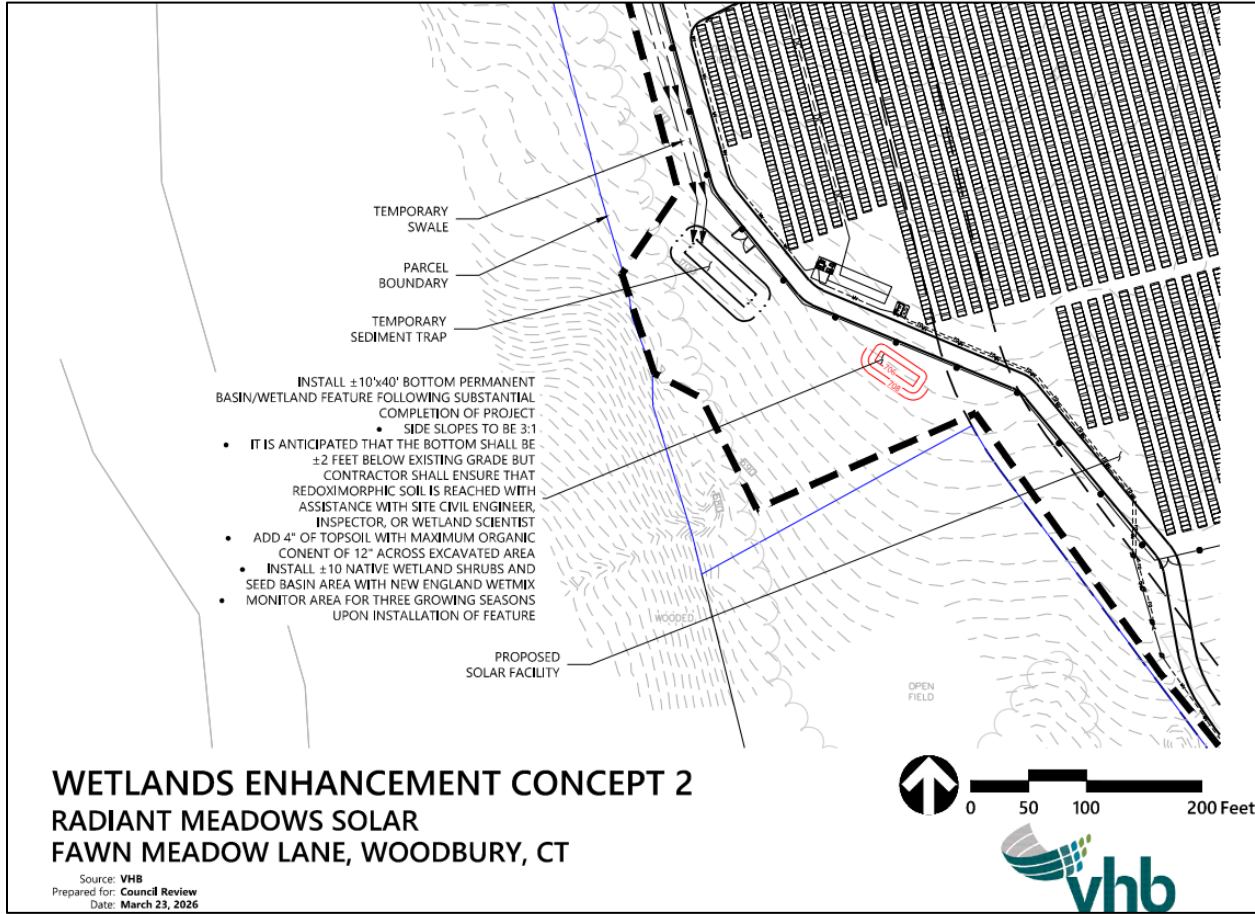 TEMPORARY
SWALE
PARCEL
BOUNDARY
TEMPORARY
SEDIMENT TRAP
INSTALL ±10'x40' BOTTOM PERMANENT
BASIN/WETLAND FEATURE FOLLOWING SUBSTANTIAL
COMPLETION OF PROJECT
• SIDE SLOPES TO BE 3:1
• IT IS ANTICIPATED THAT THE BOTTOM SHALL BE
±2 FEET BELOW EXISTING GRADE BUT
CONTRACTOR SHALL ENSURE THAT
REDOXIMORPHIC SOIL IS REACHED WITH
ASSISTANCE WITH SITE CIVIL ENGINEER,
INSPECTOR, OR WETLAND SCIENTIST
• ADD 4" OF TOPSOIL WITH MAXIMUM ORGANIC
CONENT OF 12" ACROSS EXCAVATED AREA
• INSTALL ±10 NATIVE WETLAND SHRUBS AND
SEED BASIN AREA WITH NEW ENGLAND WETMIX
• MONITOR AREA FOR THREE GROWING SEASONS
UPON INSTALLATION OF FEATURE
706
708
690
WOODED
PROPOSED
SOLAR FACILITY
OPEN
FIELD
WETLANDS ENHANCEMENT CONCEPT 2
RADIANT MEADOWS SOLAR
FAWN MEADOW LANE, WOODBURY, CT
Source: VHB
Prepared for: Council Review
Date: March 23, 2026
0 50 100 200 Feet
vhb